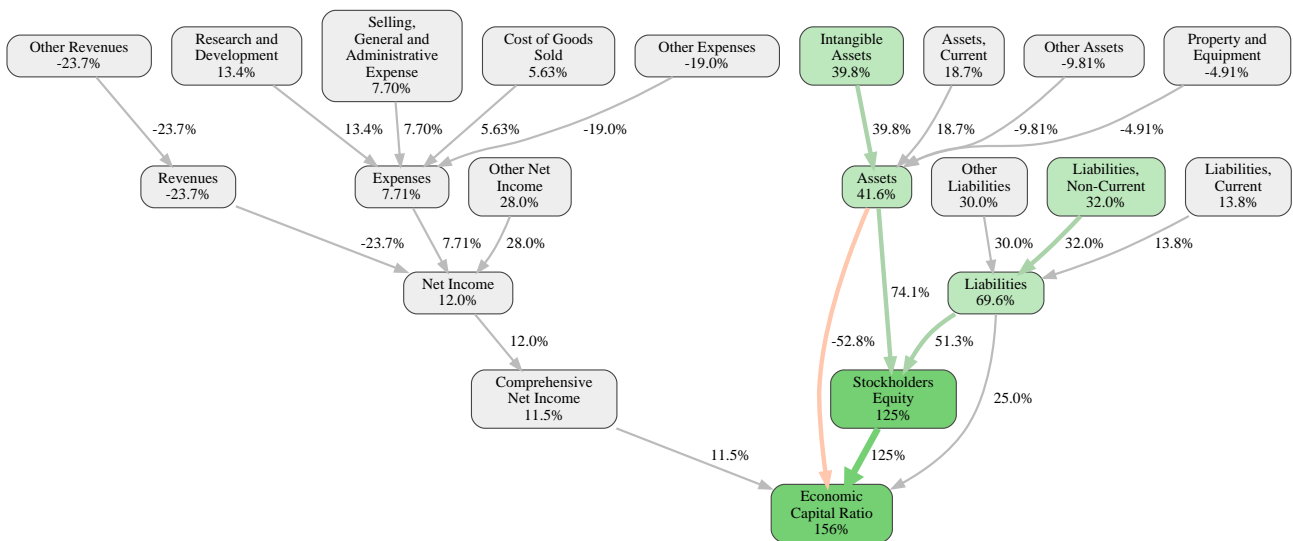 Other Revenues
-23.7%
Research and
Development
13.4%
Selling,
General and
Administrative
Expense
7.70%
Cost of Goods
Sold
5.63%
Other Expenses
-19.0%
Intangible
Assets
39.8%
Assets,
Current
18.7%
Other Assets
-9.81%
Property and
Equipment
-4.91%
-23.7%
13.4%
7.70%
5.63%
-19.0%
39.8%
18.7%
-9.81%
-4.91%
Revenues
-23.7%
Expenses
7.71%
Other Net
Income
28.0%
Assets
41.6%
Other
Liabilities
30.0%
Liabilities,
Non-Current
32.0%
Liabilities,
Current
13.8%
-23.7%
7.71%
28.0%
30.0%
32.0%
13.8%
Net Income
12.0%
74.1%
Liabilities
69.6%
12.0%
-52.8%
51.3%
Comprehensive
Net Income
11.5%
Stockholders
Equity
125%
25.0%
11.5%
125%
Economic
Capital Ratio
156%